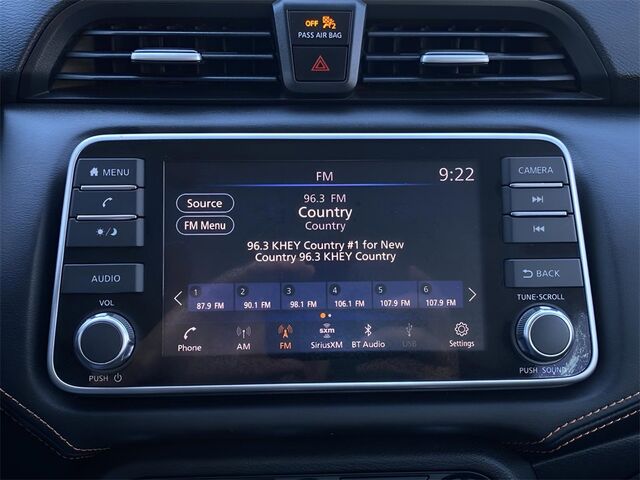 OFF
PASS AIR BAG
MENU
CAMERA
FM
9:22
Source
FM Menu
96.3 FM
Country
Country
96.3 KHEY Country #1 for New
Country 96.3 KHEY Country
AUDIO
BACK
1 2 3 4 5 6
87.9 FM 90.1 FM 98.1 FM 106.1 FM 107.9 FM 107.9 FM
VOL
TUNE·SCROLL
sxm
Phone AM FM SiriusXM BT Audio USB Settings
PUSH
PUSH SOUND